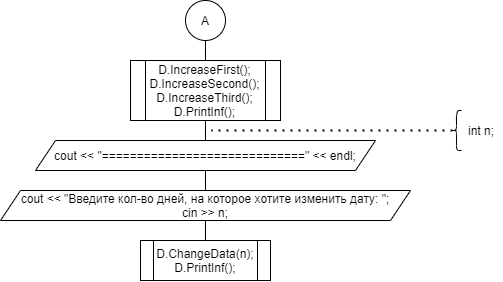 A
D.IncreaseFirst();
D.IncreaseSecond();
D.IncreaseThird();
D.PrintInf();
int n;
cout << "=============================" << endl;
cout << "Введите кол-во дней, на которое хотите изменить дату: ";
cin >> n;
D.ChangeData(n);
D.PrintInf();